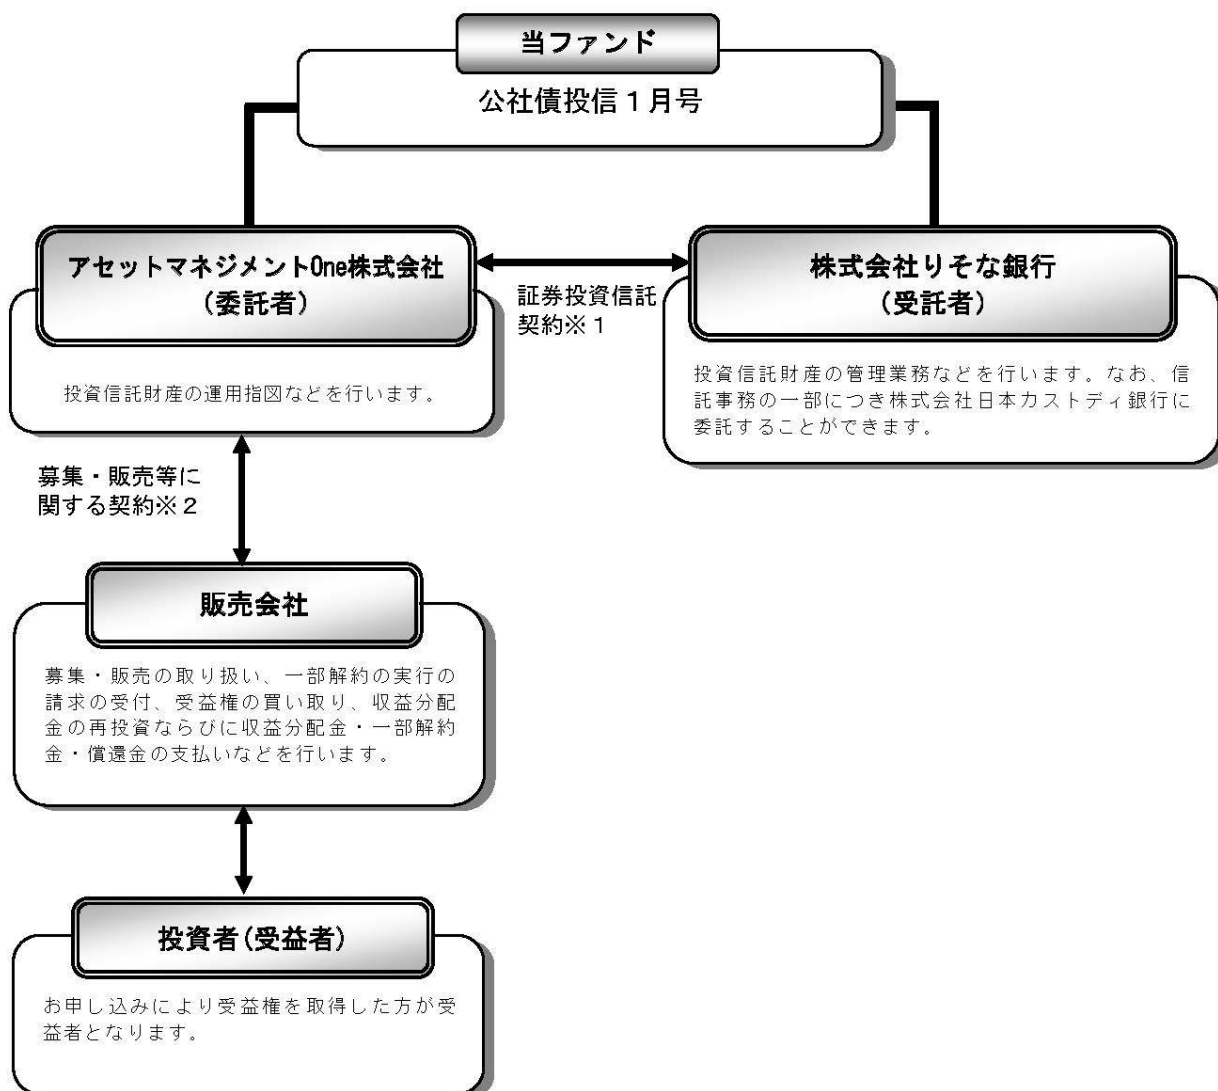 当ファンド
公社債投信１月号
アセットマネジメントOne株式会社
（委託者）
投資信託財産の運用指図などを行います。
証券投資信託
契約※１
株式会社りそな銀行
（受託者）
投資信託財産の管理業務などを行います。なお、信
託事務の一部につき株式会社日本カストディ銀行に
委託することができます。
募集・販売等に
関する契約※２
販売会社
募集・販売の取り扱い、一部解約の実行の
請求の受付、受益権の買い取り、収益分配
金の再投資ならびに収益分配金・一部解約
金・償還金の支払いなどを行います。
投資者(受益者)
お申し込みにより受益権を取得した方が受
益者となります。